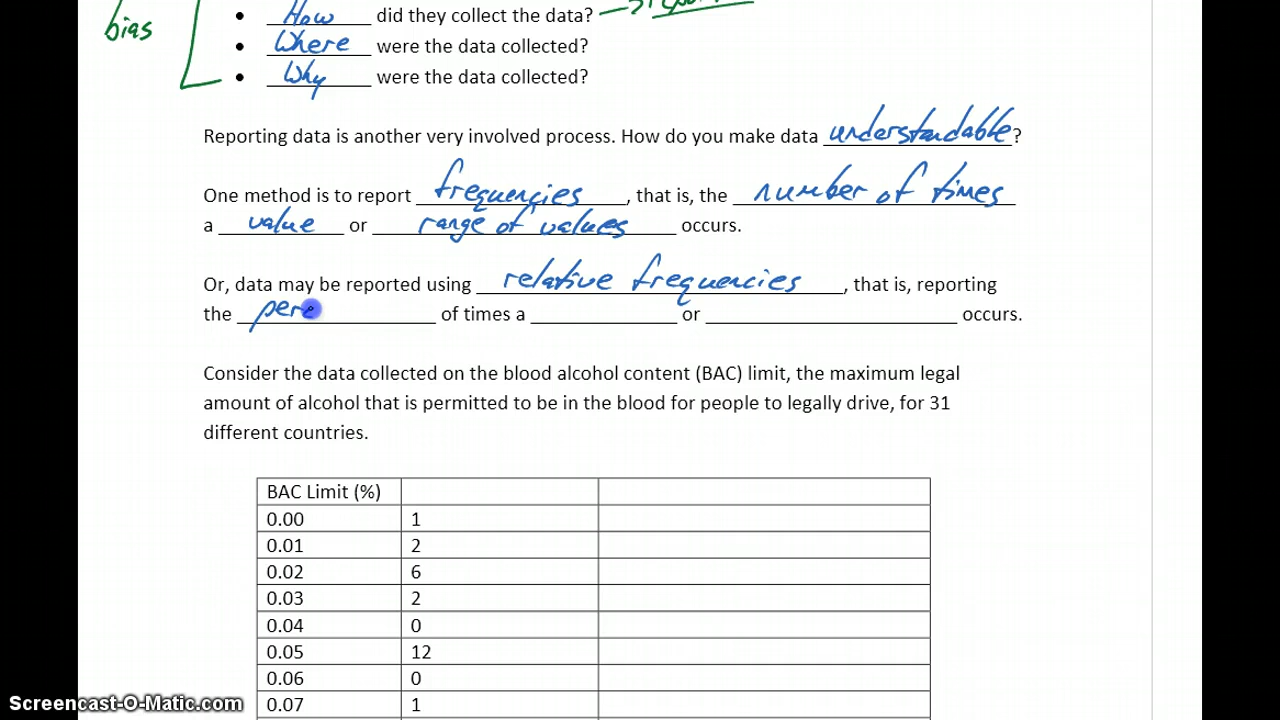 bias
• How did they collect the data? —
• Where were the data collected?
• Why were the data collected?
Reporting data is another very involved process. How do you make data understandable?
One method is to report frequencies, that is, the number of times
a value or range of values occurs.
Or, data may be reported using relative frequencies, that is, reporting
the perc of times a ____ or ____ occurs.
Consider the data collected on the blood alcohol content (BAC) limit, the maximum legal
amount of alcohol that is permitted to be in the blood for people to legally drive, for 31
different countries.
BAC Limit (%)
0.00 1
0.01 2
0.02 6
0.03 2
0.04 0
0.05 12
0.06 0
0.07 1
Screencast-O-Matic.com